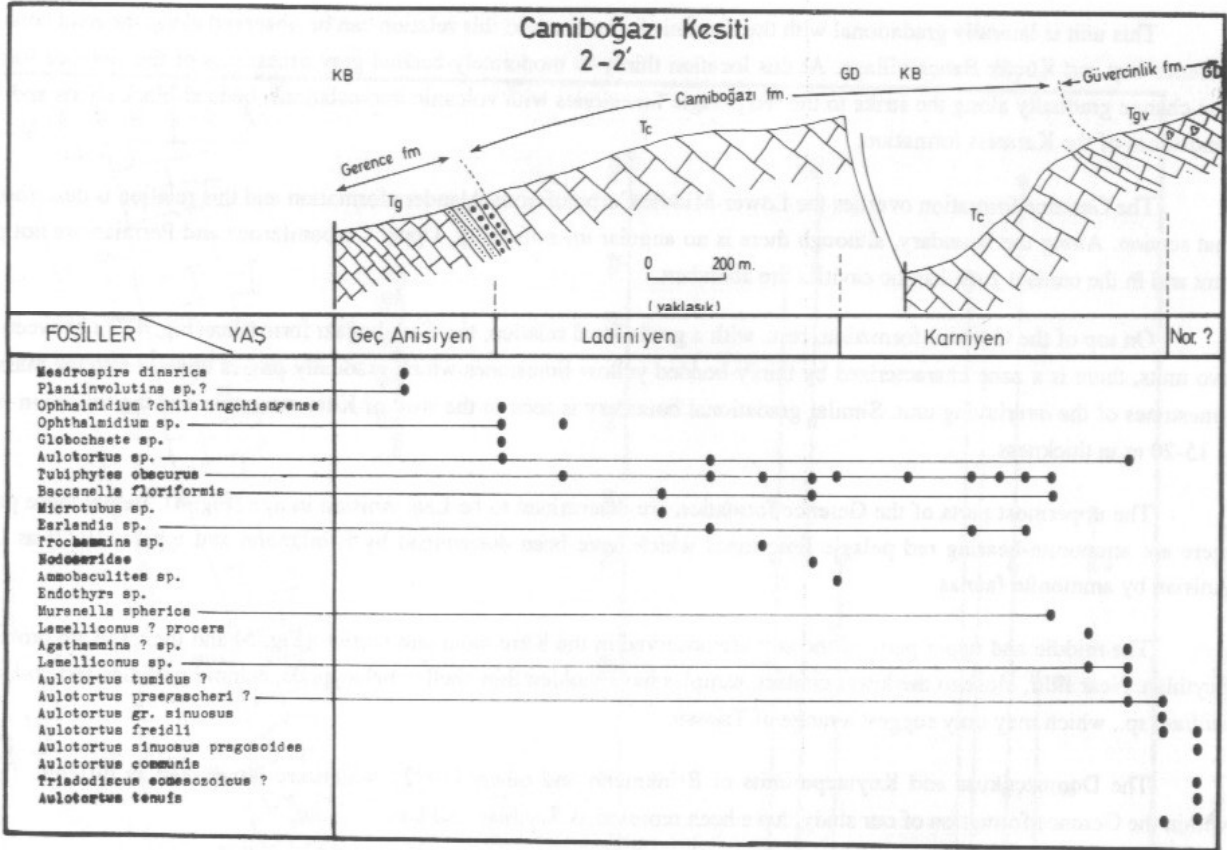 Camiboğazı Kesiti
2-2′
KB
GD
KB
Güvercinlik fm.
GD
Camiboğazı fm.
Gerence fm
Tg
Tc
Tc
Tgv
0 200 m.
(yaklaşık)
FOSİLLER YAŞ Geç Anisiyen Ladiniyen Karniyen Nor. ?
Meandrospira dinarica
Planiinvolutina sp.?
Ophthalmidium ?
Ophthalmidium sp.
Globochaete sp.
Aulotortus sp.
Tubiphytes obscurus
Baccanella floriformis
Microtubus sp.
Earlandia sp.
Trochammina sp.
Nodosaridae
Ammobaculites sp.
Endothyra sp.
Muranella spherica
Lamelliconus ? procera
Agathammina ? sp.
Lamelliconus sp.
Aulotortus tumidus ?
Aulotortus praerascheri ?
Aulotortus gr. sinuosus
Aulotortus freidli
Aulotortus sinuosus pragosoides
Aulotortus communis
Triadodiscus eomesozoicus ?
Aulotortus tenuis